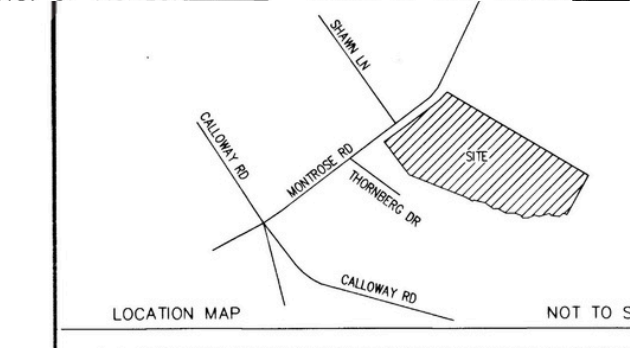 SHAWN LN
CALLOWAY RD
MONTROSE RD
SITE
THORNBERG DR
CALLOWAY RD
LOCATION MAP
NOT TO S